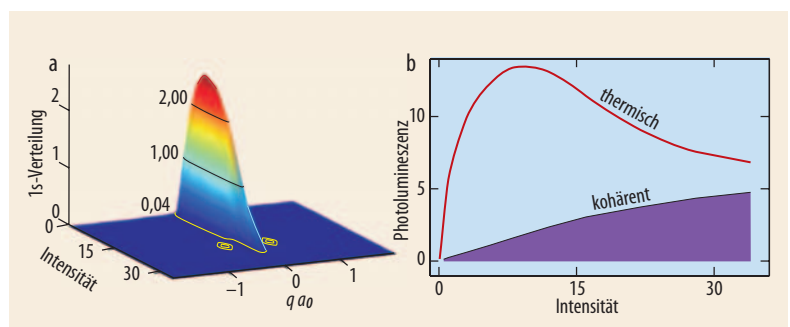 a
1s-Verteilung
2
1
0
0
15
30
Intensität
2,00
1,00
0,04
−1
0
1
q a0
b
Photolumineszenz
10
5
0
thermisch
kohärent
0
15
30
Intensität